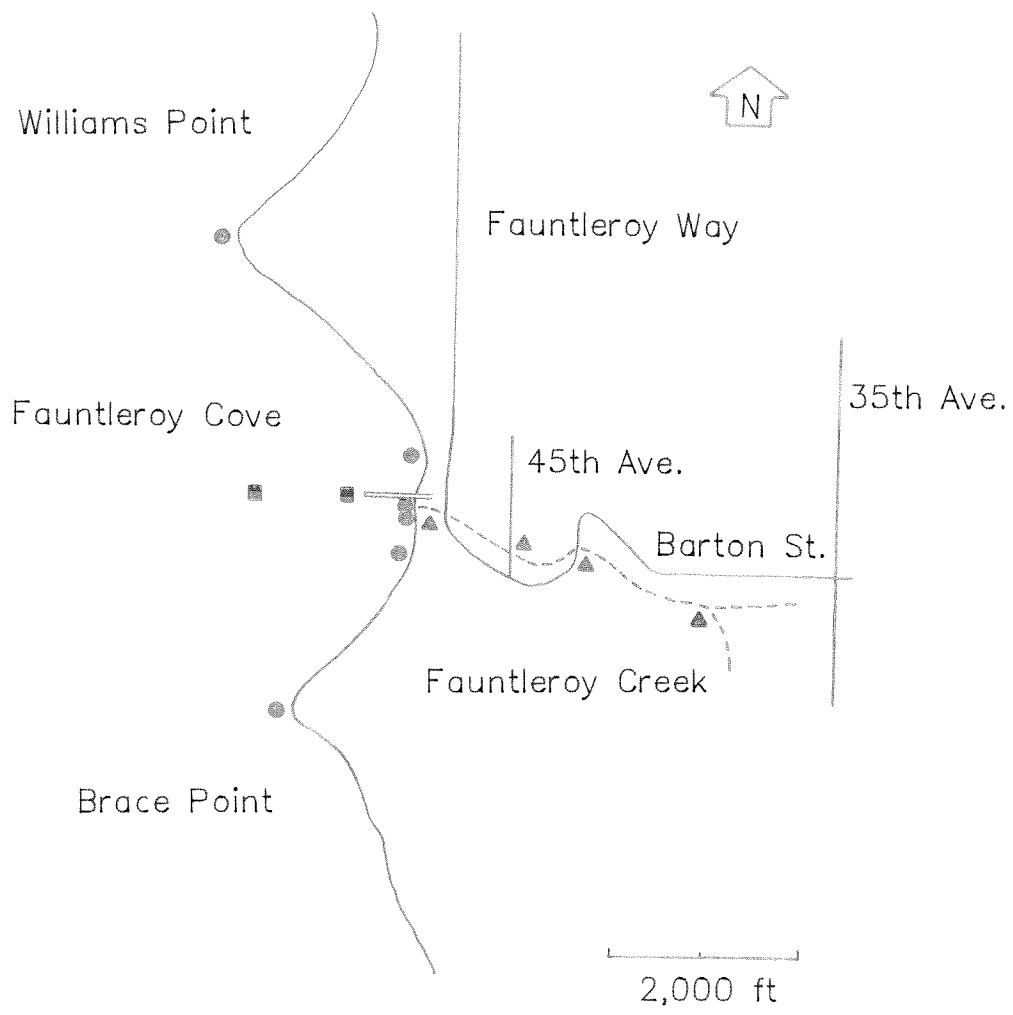 N
Williams Point
Fauntleroy Way
35th Ave.
Fauntleroy Cove
45th Ave.
Barton St.
Fauntleroy Creek
Brace Point
2,000 ft